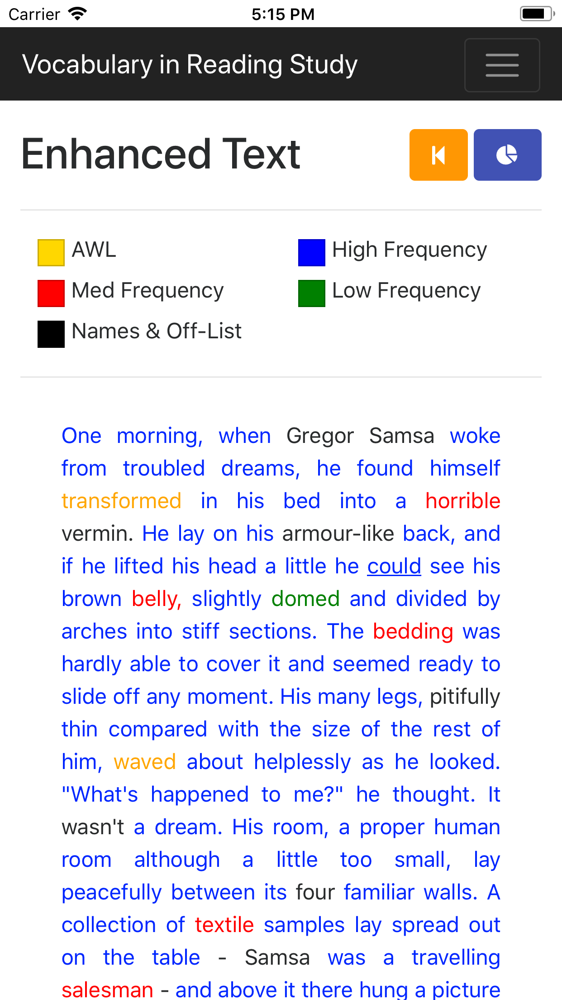 Carrier 5:15 PM
Vocabulary in Reading Study
Enhanced Text
AWL High Frequency
Med Frequency Low Frequency
Names & Off-List
One morning, when Gregor Samsa woke
from troubled dreams, he found himself
transformed in his bed into a horrible
vermin. He lay on his armour-like back, and
if he lifted his head a little he could see his
brown belly, slightly domed and divided by
arches into stiff sections. The bedding was
hardly able to cover it and seemed ready to
slide off any moment. His many legs, pitifully
thin compared with the size of the rest of
him, waved about helplessly as he looked.
"What's happened to me?" he thought. It
wasn't a dream. His room, a proper human
room although a little too small, lay
peacefully between its four familiar walls. A
collection of textile samples lay spread out
on the table - Samsa was a travelling
salesman - and above it there hung a picture